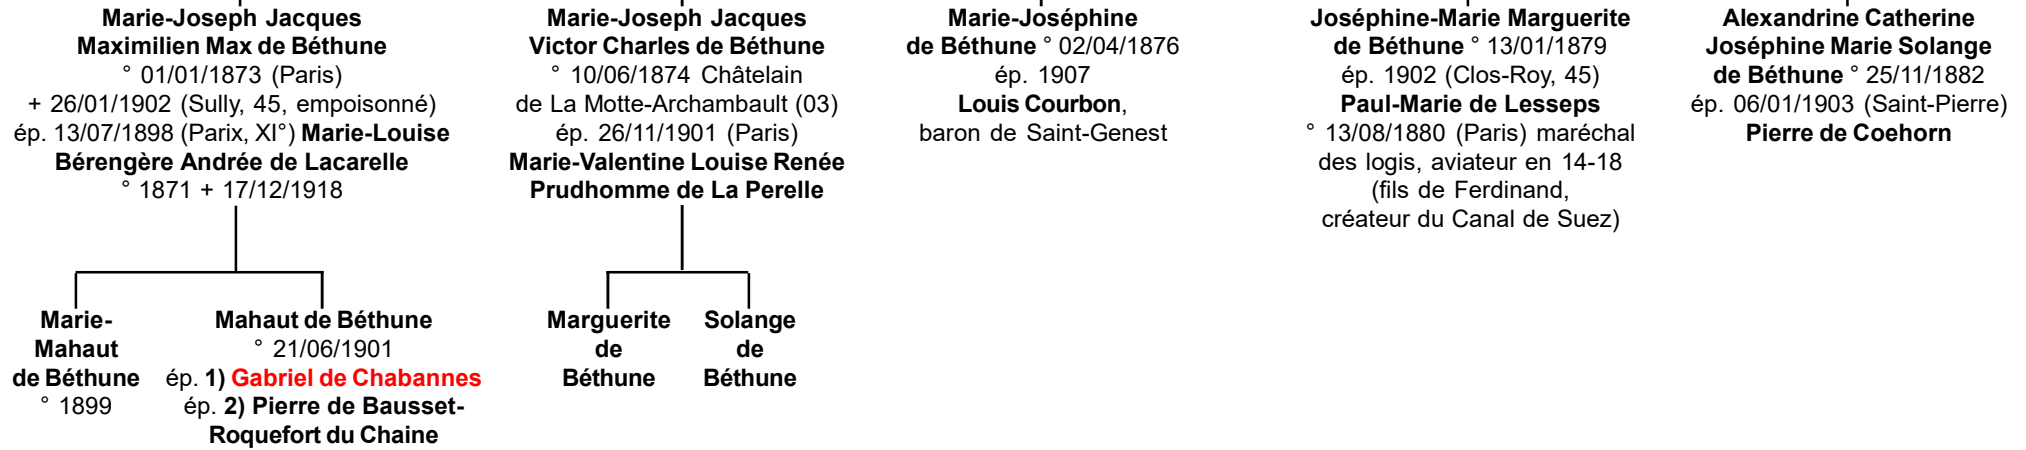 Marie-Joseph Jacques
Maximilien Max de Béthune
° 01/01/1873 (Paris)
+ 26/01/1902 (Sully, 45, empoisonné)
ép. 13/07/1898 (Parix, XI°) Marie-Louise
Bérengère Andrée de Lacarelle
° 1871 + 17/12/1918
Marie-Joseph Jacques
Victor Charles de Béthune
° 10/06/1874 Châtelain
de La Motte-Archambault (03)
ép. 26/11/1901 (Paris)
Marie-Valentine Louise Renée
Prudhomme de La Perelle
Marie-Joséphine
de Béthune ° 02/04/1876
ép. 1907
Louis Courbon,
baron de Saint-Genest
Joséphine-Marie Marguerite
de Béthune ° 13/01/1879
ép. 1902 (Clos-Roy, 45)
Paul-Marie de Lesseps
° 13/08/1880 (Paris) maréchal
des logis, aviateur en 14-18
(fils de Ferdinand,
créateur du Canal de Suez)
Alexandrine Catherine
Joséphine Marie Solange
de Béthune ° 25/11/1882
ép. 06/01/1903 (Saint-Pierre)
Pierre de Coehorn
Marie-
Mahaut
de Béthune
° 1899
Mahaut de Béthune
° 21/06/1901
ép. 1) Gabriel de Chabannes
ép. 2) Pierre de Bausset-
Roquefort du Chaine
Marguerite
de
Béthune
Solange
de
Béthune